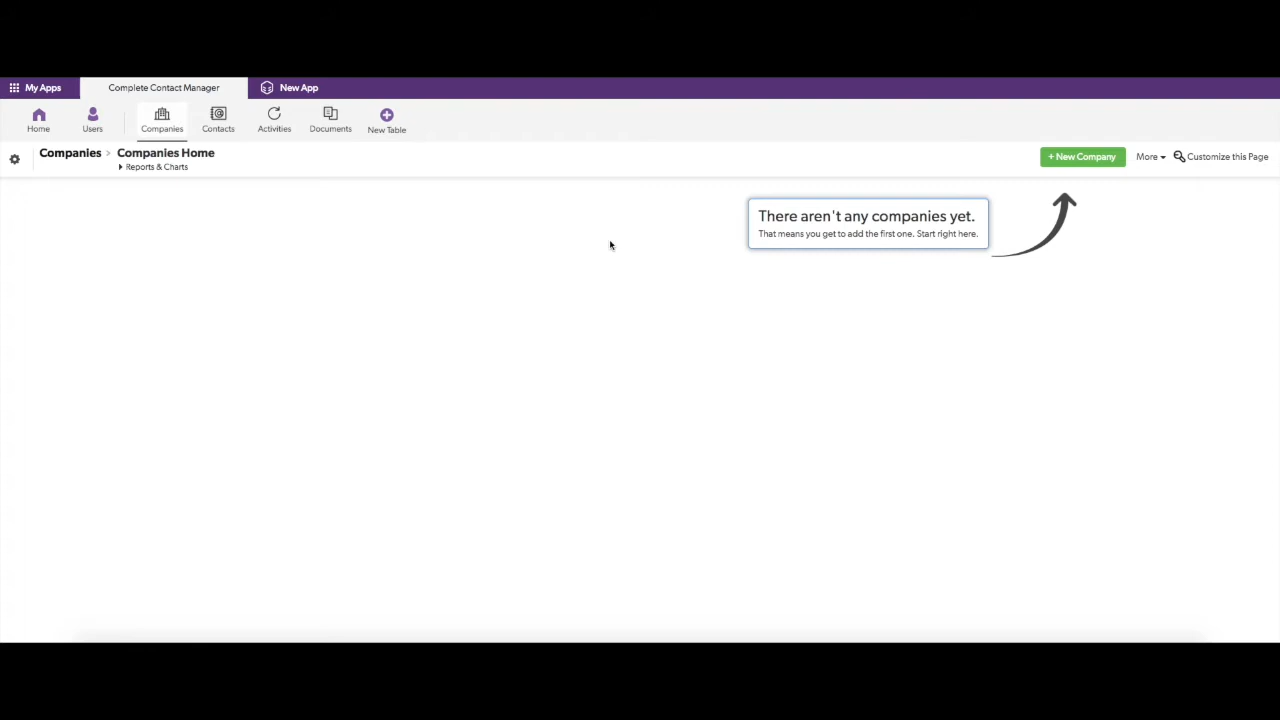 My Apps Complete Contact Manager New App
Home Users Companies Contacts Activities Documents New Table
Companies Companies Home
Reports & Charts
+ New Company More Customize this Page
There aren't any companies yet.
That means you get to add the first one. Start right here.